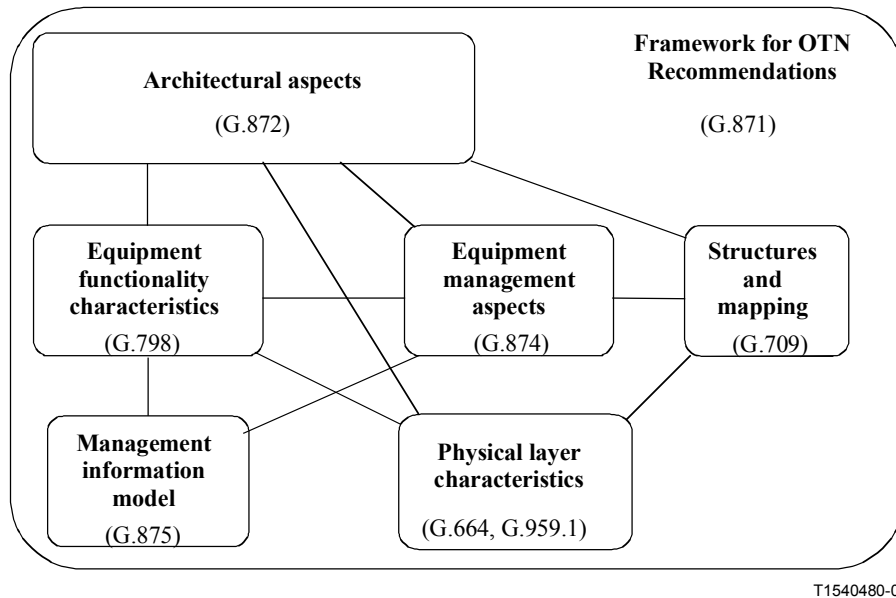 Framework for OTN
Recommendations
(G.871)
Architectural aspects
(G.872)
Equipment
functionality
characteristics
(G.798)
Equipment
management
aspects
(G.874)
Structures
and
mapping
(G.709)
Management
information
model
(G.875)
Physical layer
characteristics
(G.664, G.959.1)
T1540480-0